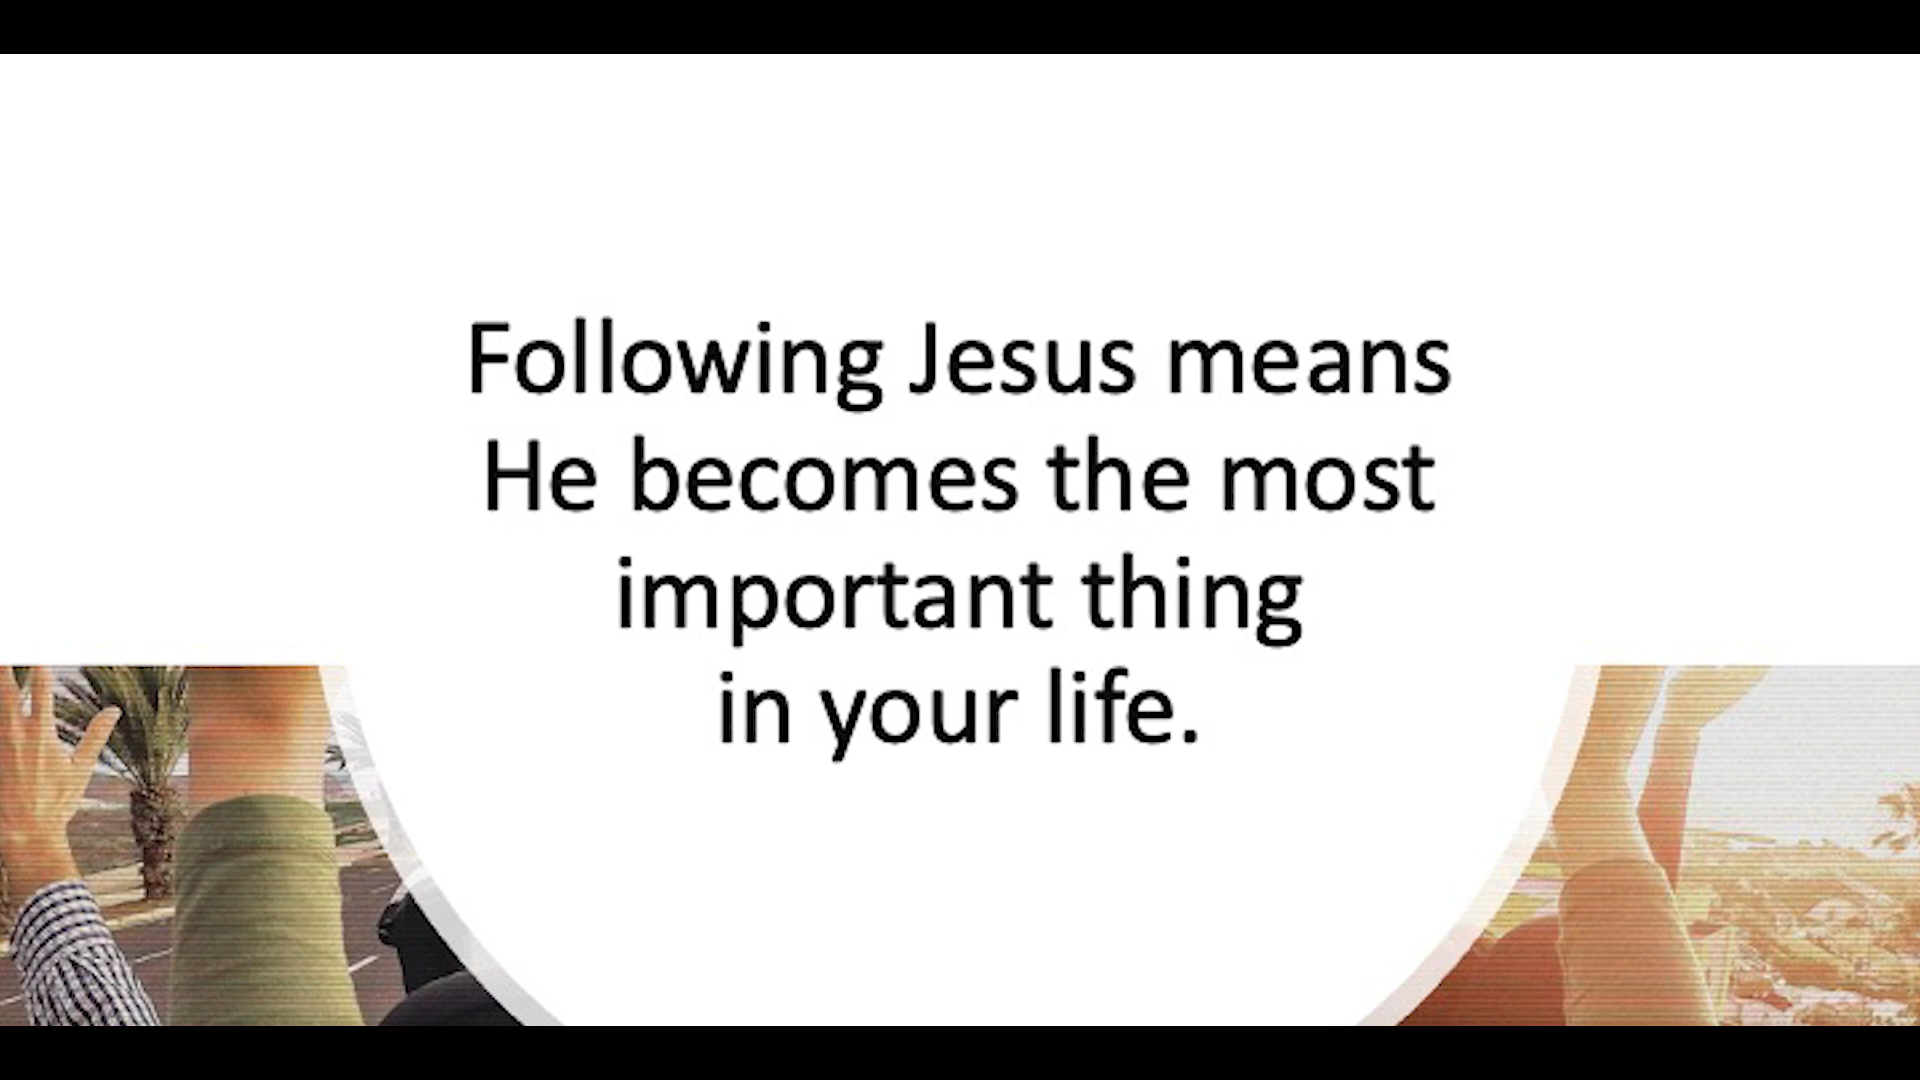 Following Jesus means
He becomes the most
important thing
in your life.